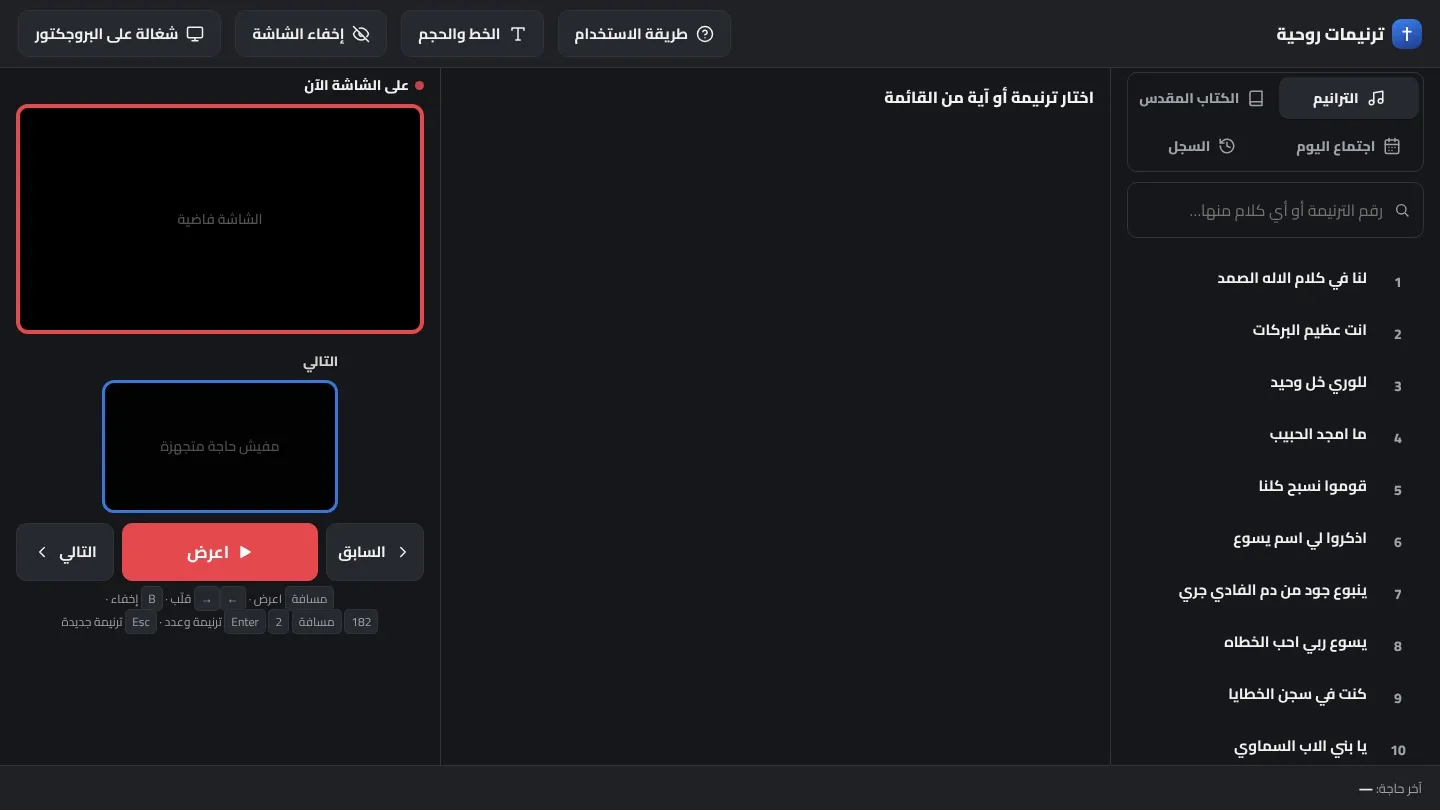 ترنيمات روحية
طريقة الاستخدام
الخط والحجم
إخفاء الشاشة
شغالة على البروجكتور
الترانيم
الكتاب المقدس
اجتماع اليوم
السجل
رقم الترنيمة أو أي كلام منها...
1 لنا في كلام الاله الصمد
2 انت عظيم البركات
3 للوري خل وحيد
4 ما امجد الحبيب
5 قوموا نسبح كلنا
6 اذكروا لي اسم يسوع
7 ينبوع جود من دم الفادي جري
8 يسوع ربي احب الخطاه
9 كنت في سجن الخطايا
10 يا بني الاب السماوي
اختار ترنيمة أو آية من القائمة
على الشاشة الآن
الشاشة فاضية
التالي
مفيش حاجة متجهزة
السابق
اعرض
التالي
مسافة اعرض · ← → قلّب · B إخفاء ·
182 مسافة 2 Enter ترنيمة وعدد · Esc ترنيمة جديدة
آخر حاجة: —